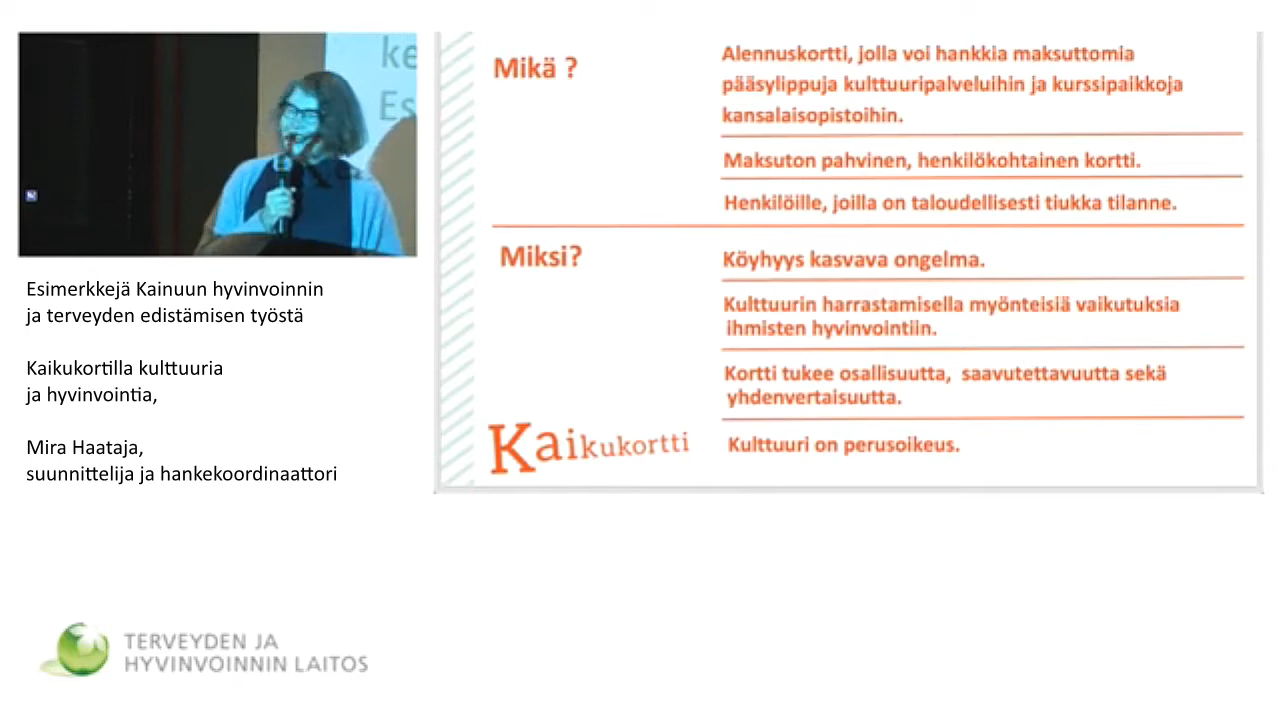 ke
Es
Esimerkkejä Kainuun hyvinvoinnin
ja terveyden edistämisen työstä
Kaikukortilla kulttuuria
ja hyvinvointia,
Mira Haataja,
suunnittelija ja hankekoordinaattori
TERVEYDEN JA
HYVINVOINNIN LAITOS
Mikä ?
Alennuskortti, jolla voi hankkia maksuttomia
pääsylippuja kulttuuripalveluihin ja kurssipaikkoja
kansalaisopistoihin.
Maksuton pahvinen, henkilökohtainen kortti.
Henkilöille, joilla on taloudellisesti tiukka tilanne.
Miksi?
Köyhyys kasvava ongelma.
Kulttuurin harrastamisella myönteisiä vaikutuksia
ihmisten hyvinvointiin.
Kortti tukee osallisuutta, saavutettavuutta sekä
yhdenvertaisuutta.
Kaikukortti
Kulttuuri on perusoikeus.